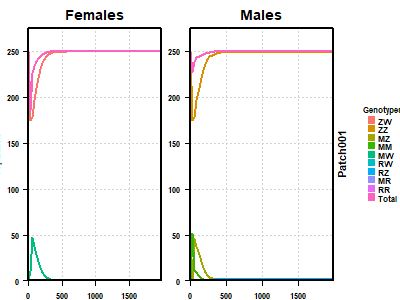 Females
Males
250
200
150
100
50
0
0
500
1000
1500
250
200
150
100
50
0
0
500
1000
1500
Patch001
Genotypes
ZW
ZZ
MZ
MM
MW
RW
RZ
MR
RR
Total